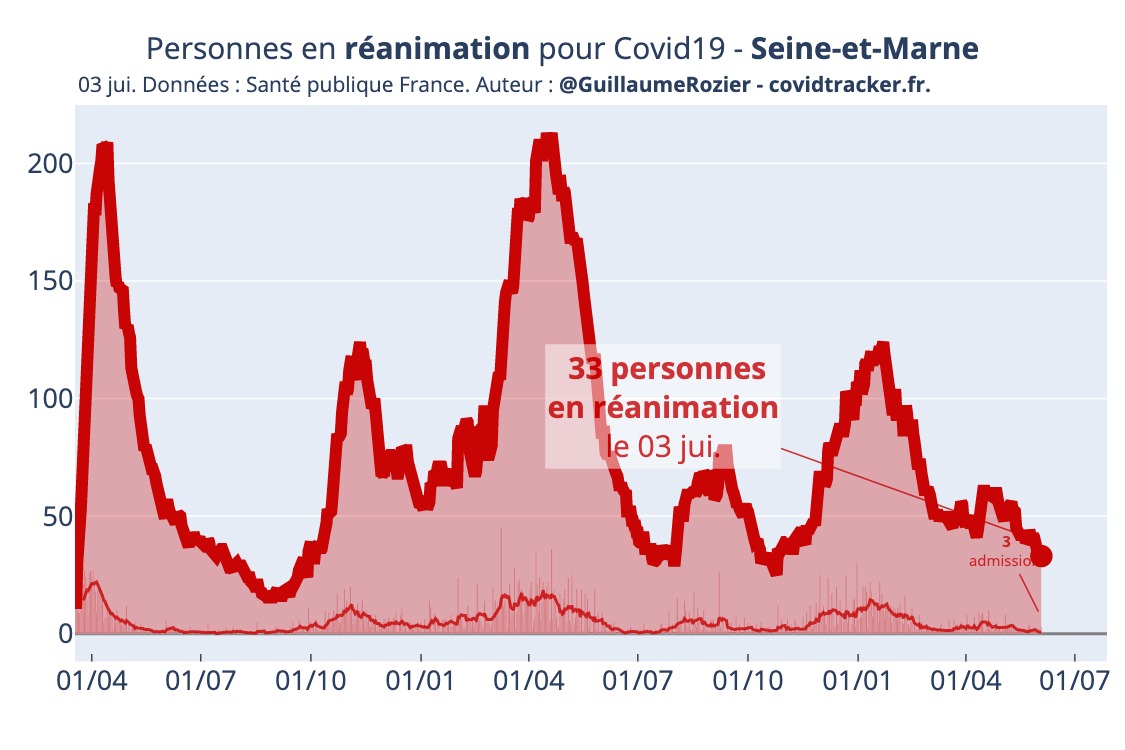 Personnes en réanimation pour Covid19 - Seine-et-Marne
03 jui. Données : Santé publique France. Auteur : @GuillaumeRozier - covidtracker.fr.
200
150
100
50
0
33 personnes
en réanimation
le 03 jui.
3
admissio
01/04 01/07 01/10 01/01 01/04 01/07 01/10 01/01 01/04 01/07